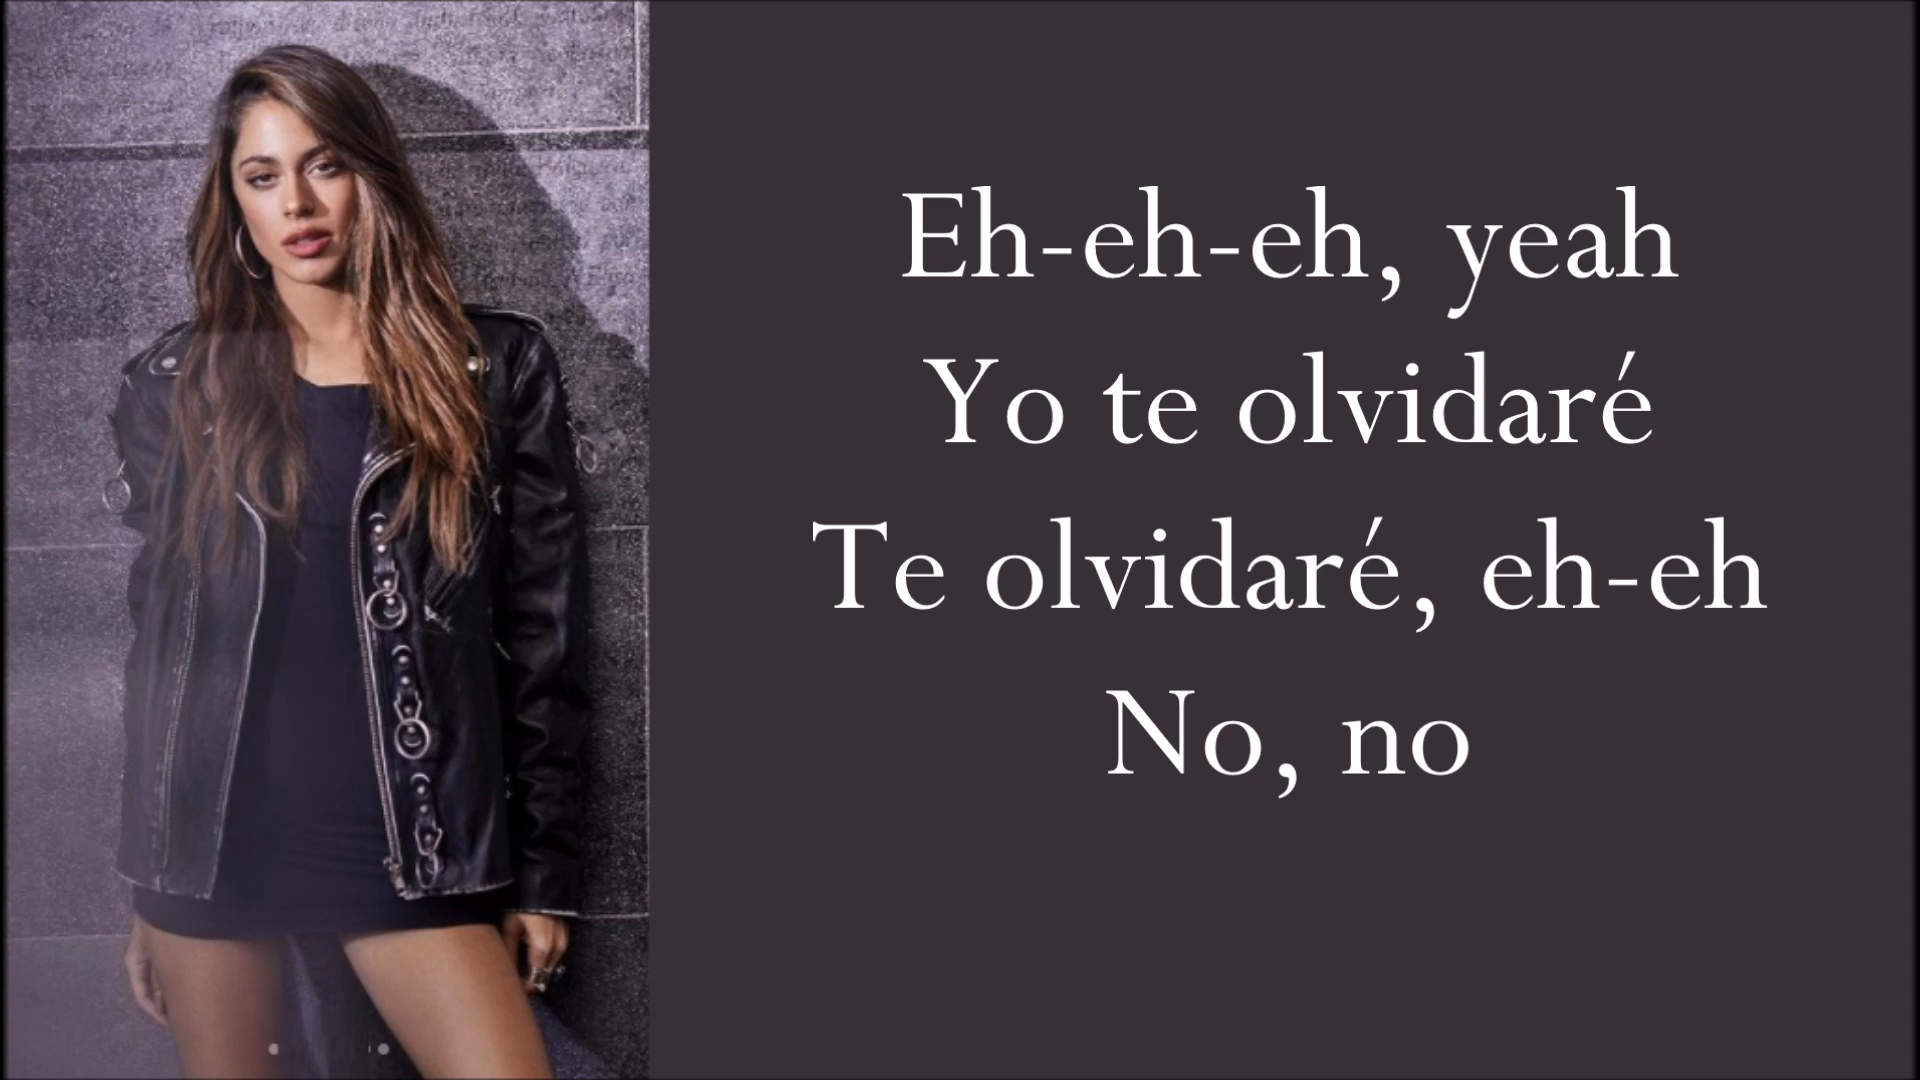 Eh-eh-eh, yeah
Yo te olvidaré
Te olvidaré, eh-eh
No, no